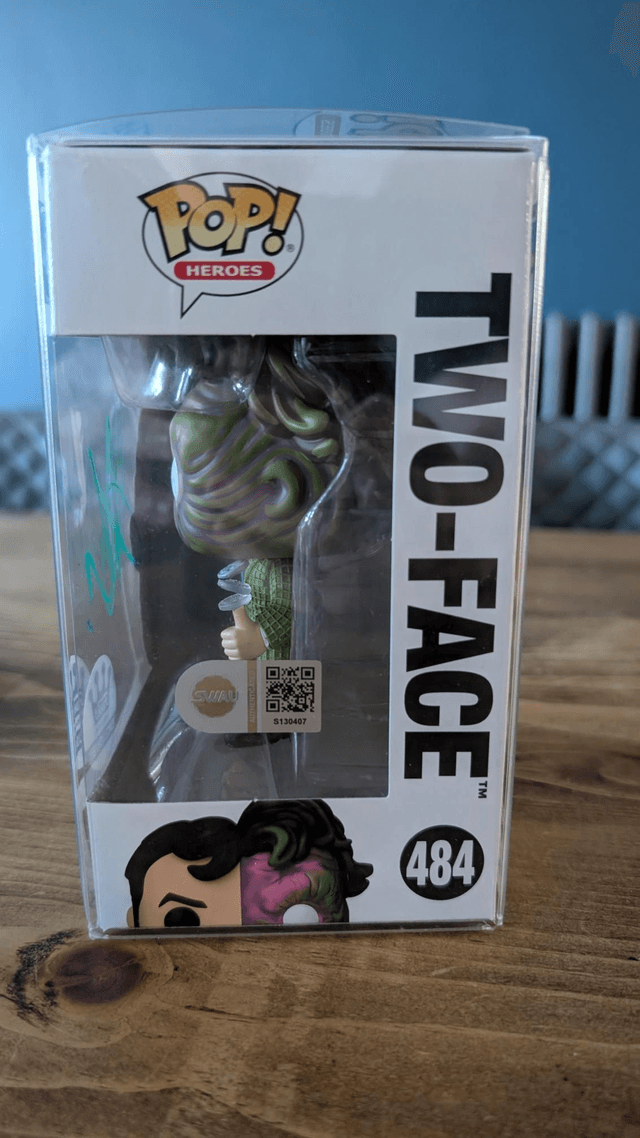 POP!
HEROES
TWO-FACE™
SWAU
S130407
484